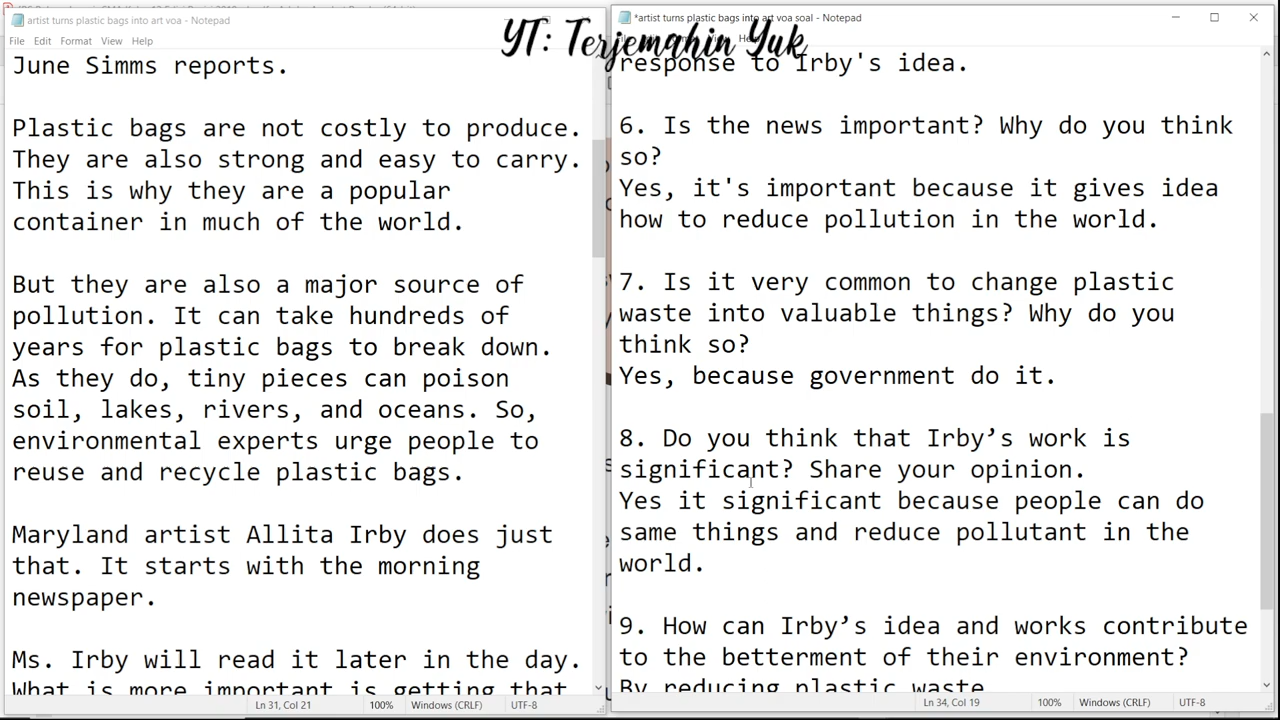 artist turns plastic bags into art voa - Notepad
File Edit Format View Help
June Simms reports.
Plastic bags are not costly to produce.
They are also strong and easy to carry.
This is why they are a popular
container in much of the world.
But they are also a major source of
pollution. It can take hundreds of
years for plastic bags to break down.
As they do, tiny pieces can poison
soil, lakes, rivers, and oceans. So,
environmental experts urge people to
reuse and recycle plastic bags.
Maryland artist Allita Irby does just
that. It starts with the morning
newspaper.
Ms. Irby will read it later in the day.
What is more important is getting that
Ln 31, Col 21 100% Windows (CRLF) UTF-8
YT: Terjemahin Yuk
*artist turns plastic bags into art voa soal - Notepad
response to Irby's idea.
6. Is the news important? Why do you think
so?
Yes, it's important because it gives idea
how to reduce pollution in the world.
7. Is it very common to change plastic
waste into valuable things? Why do you
think so?
Yes, because government do it.
8. Do you think that Irby’s work is
significant? Share your opinion.
Yes it significant because people can do
same things and reduce pollutant in the
world.
9. How can Irby’s idea and works contribute
to the betterment of their environment?
By reducing plastic waste
Ln 34, Col 19 100% Windows (CRLF) UTF-8